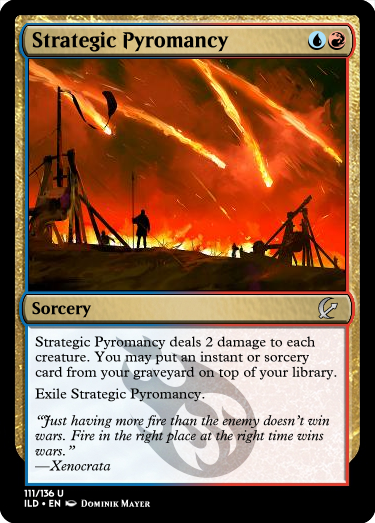 Strategic Pyromancy
Sorcery
Strategic Pyromancy deals 2 damage to each
creature. You may put an instant or sorcery
card from your graveyard on top of your library.
Exile Strategic Pyromancy.
“Just having more fire than the enemy doesn’t win
wars. Fire in the right place at the right time wins
wars.”
—Xenocrata
111/136 U
ILD • EN Dominik Mayer